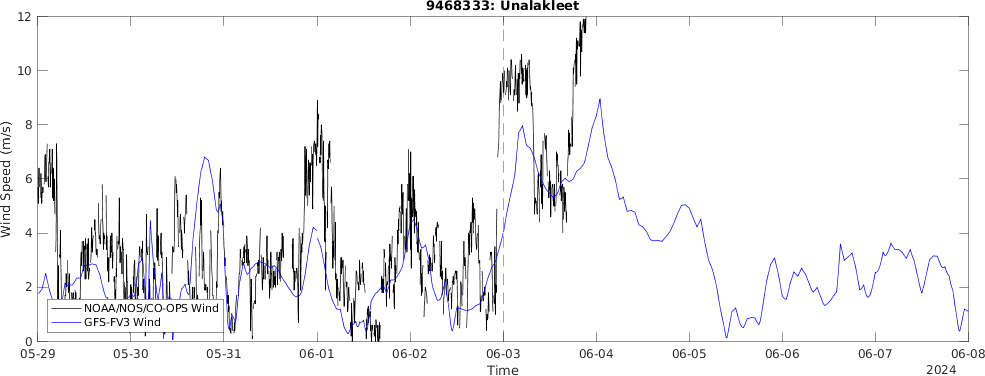 9468333: Unalakleet
Wind Speed (m/s)
12
10
8
6
4
2
0
NOAA/NOS/CO-OPS Wind
GFS-FV3 Wind
05-29 05-30 05-31 06-01 06-02 06-03 06-04 06-05 06-06 06-07 06-08
Time
2024